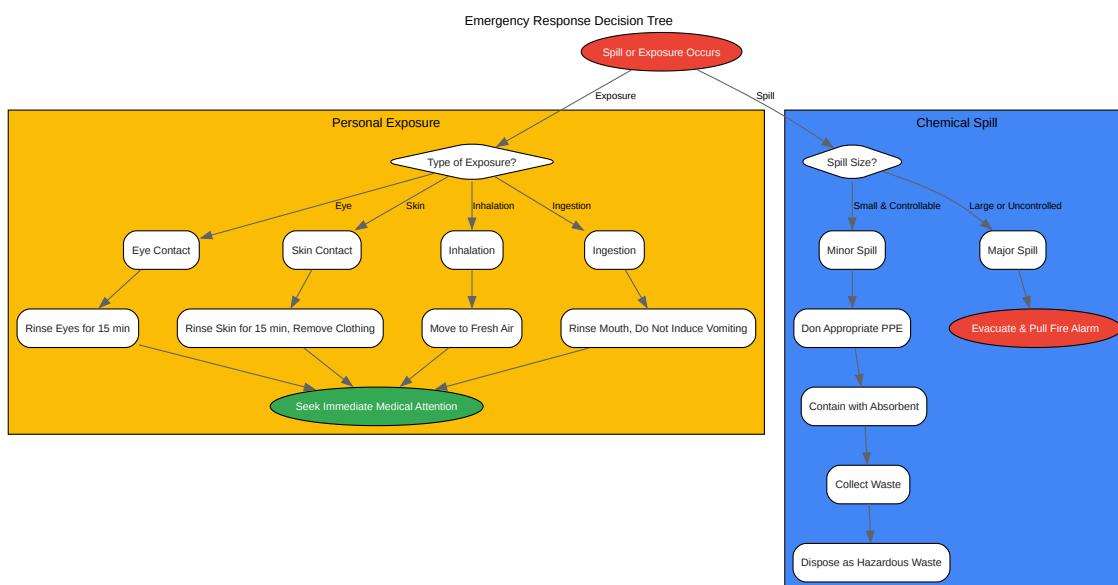 Emergency Response Decision Tree
Spill or Exposure Occurs
Exposure
Spill
Personal Exposure
Chemical Spill
Type of Exposure?
Spill Size?
Eye
Skin
Inhalation
Ingestion
Small & Controllable
Large or Uncontrolled
Eye Contact
Skin Contact
Inhalation
Ingestion
Minor Spill
Major Spill
Rinse Eyes for 15 min
Rinse Skin for 15 min, Remove Clothing
Move to Fresh Air
Rinse Mouth, Do Not Induce Vomiting
Don Appropriate PPE
Evacuate & Pull Fire Alarm
Seek Immediate Medical Attention
Contain with Absorbent
Collect Waste
Dispose as Hazardous Waste